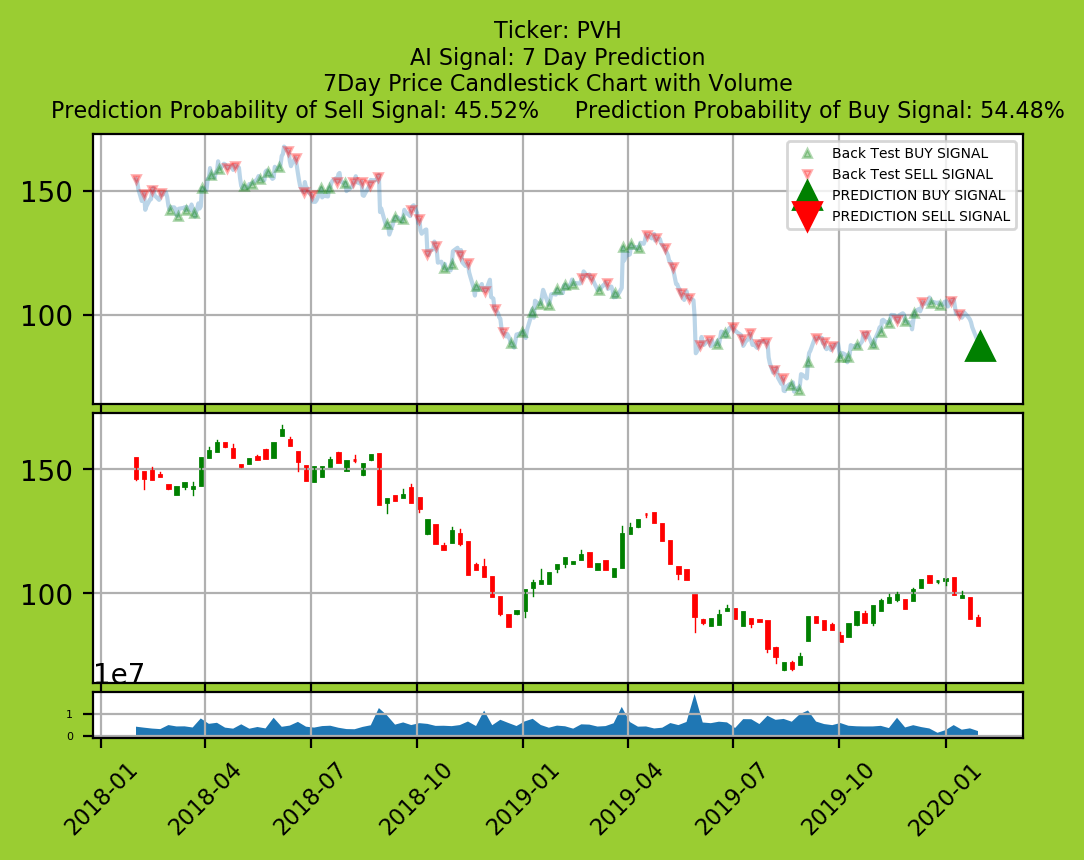 Ticker: PVH
AI Signal: 7 Day Prediction
7Day Price Candlestick Chart with Volume
Prediction Probability of Sell Signal: 45.52%     Prediction Probability of Buy Signal: 54.48%
Back Test BUY SIGNAL
Back Test SELL SIGNAL
PREDICTION BUY SIGNAL
PREDICTION SELL SIGNAL
150
100
150
100
1e7
1
0
2018-01
2018-04
2018-07
2018-10
2019-01
2019-04
2019-07
2019-10
2020-01